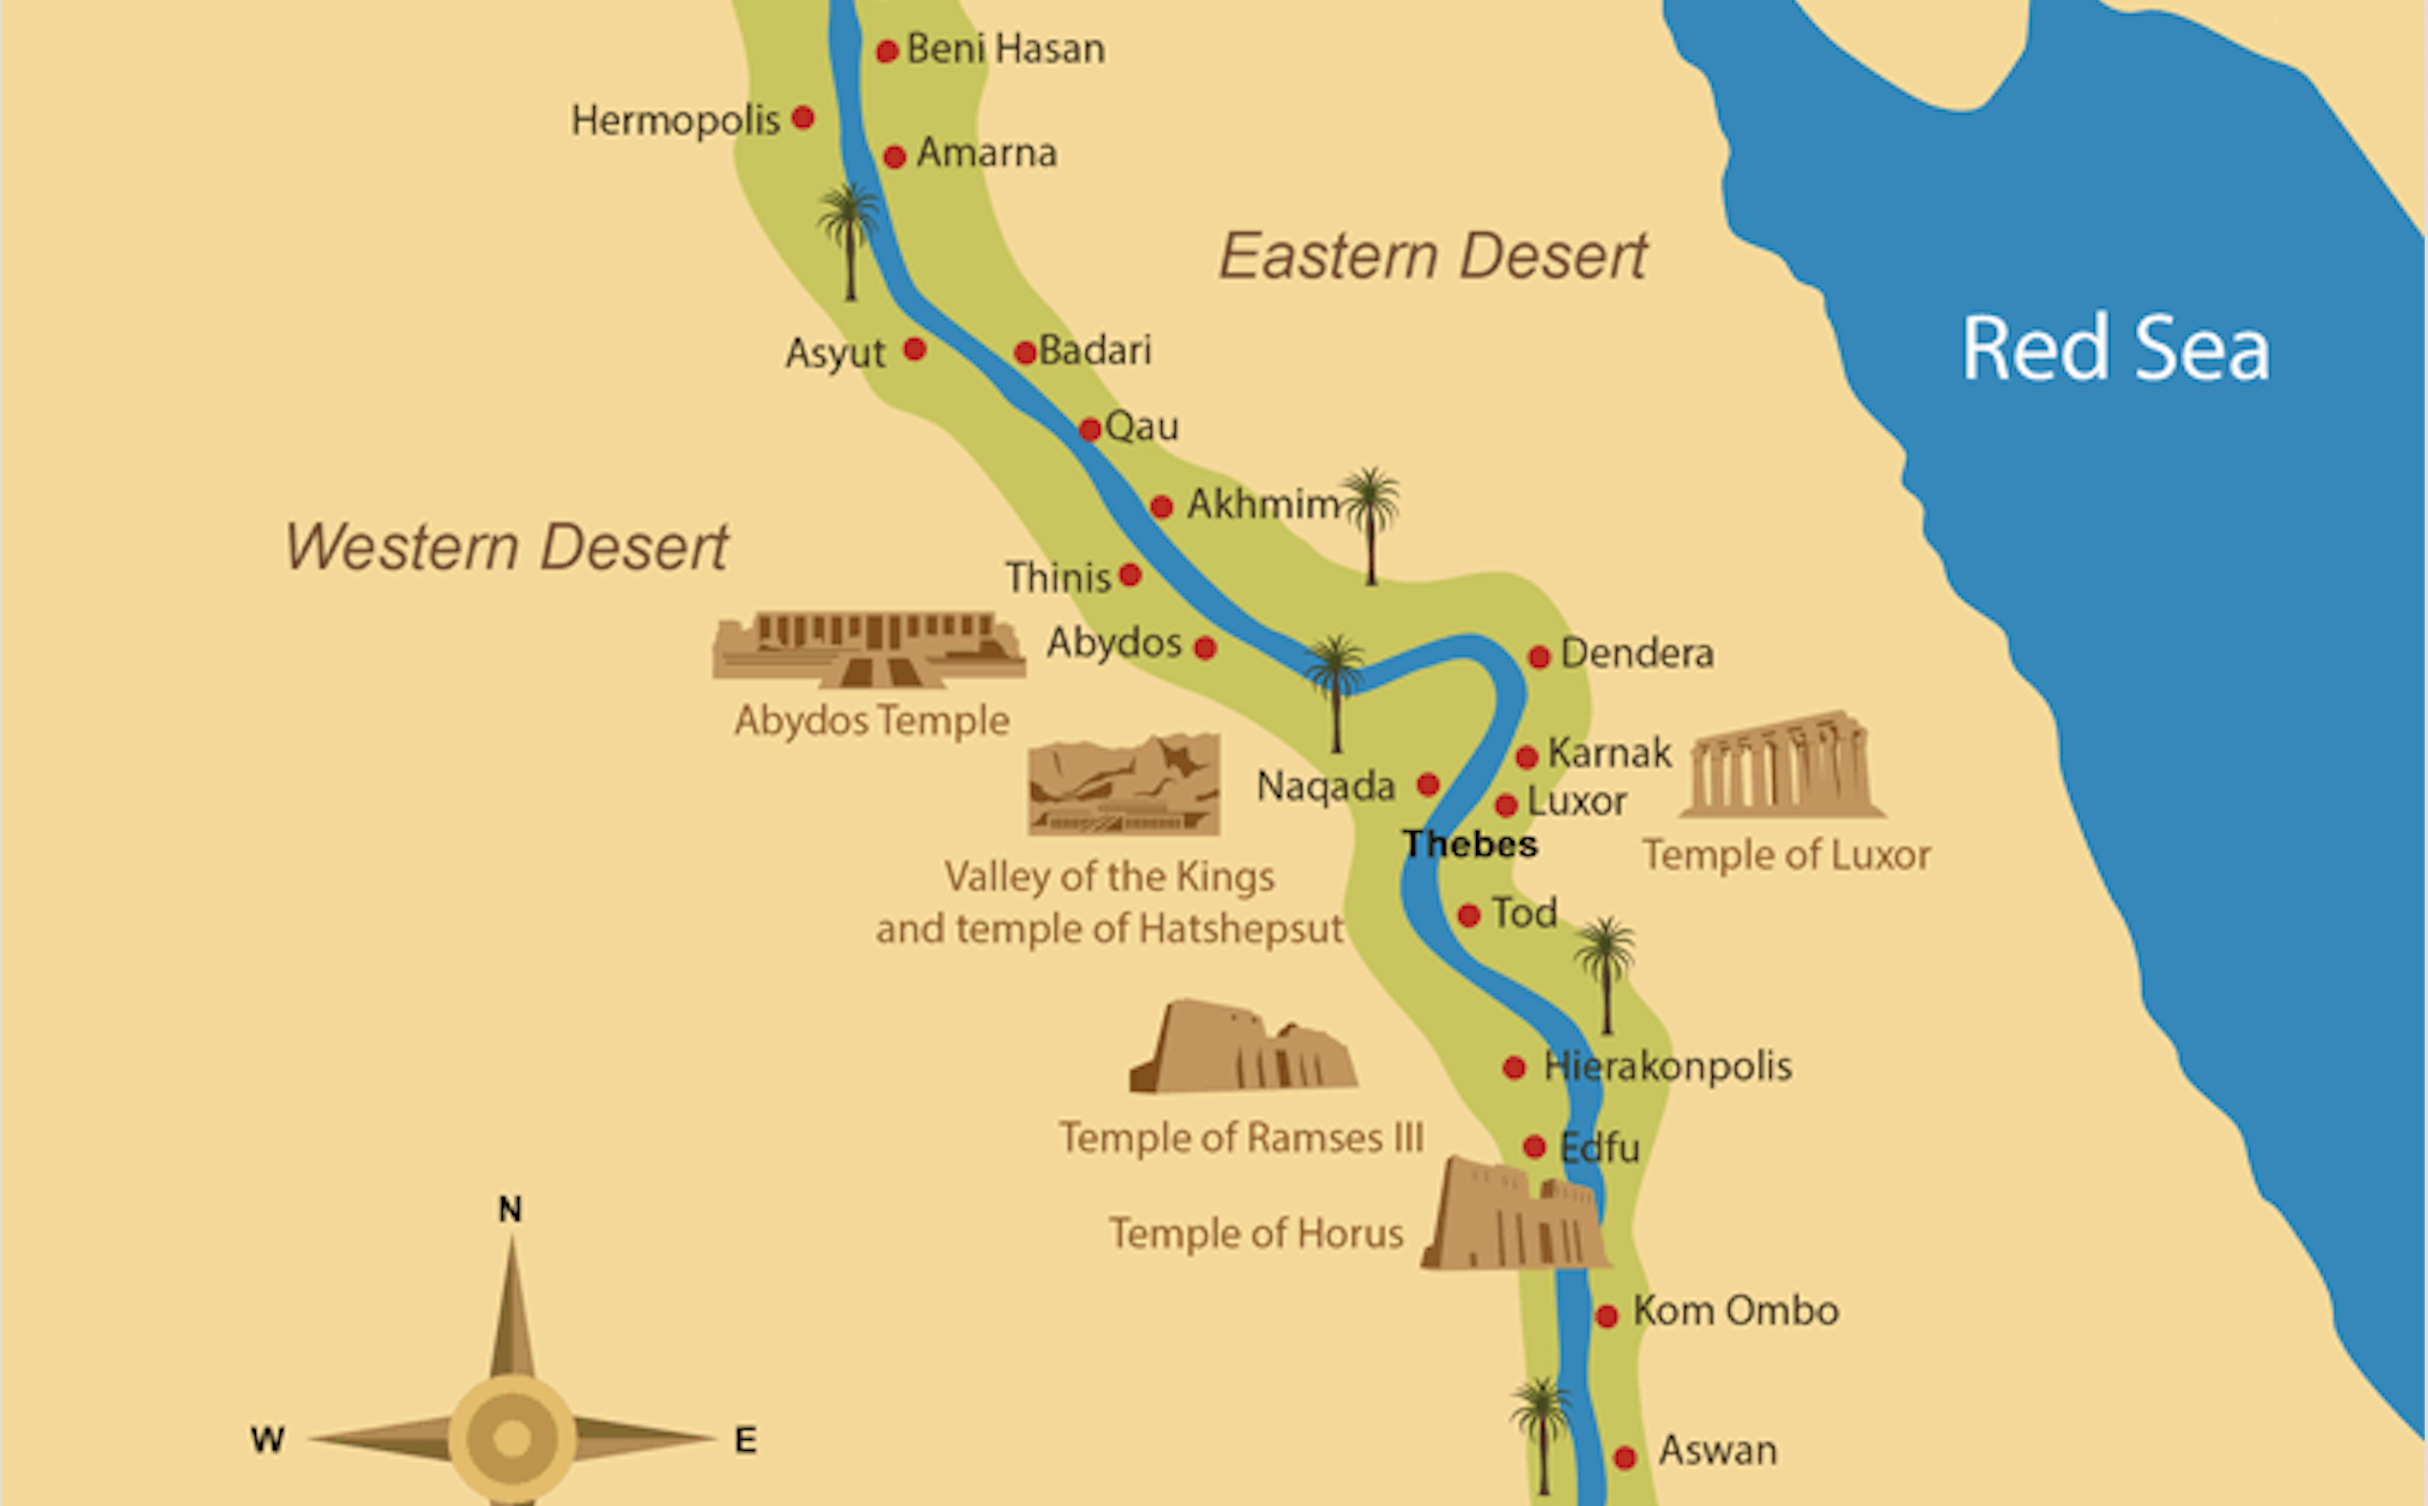 Beni Hasan
Hermopolis
Amarna
Eastern Desert
Red Sea
Asyut
Badari
Qau
Akhmim
Western Desert
Thinis
Abydos
Dendera
Abydos Temple
Karnak
Naqada
Luxor
Thebes
Temple of Luxor
Valley of the Kings
and temple of Hatshepsut
Tod
Hierakonpolis
Temple of Ramses III
Edfu
Temple of Horus
N
Kom Ombo
W
E
Aswan